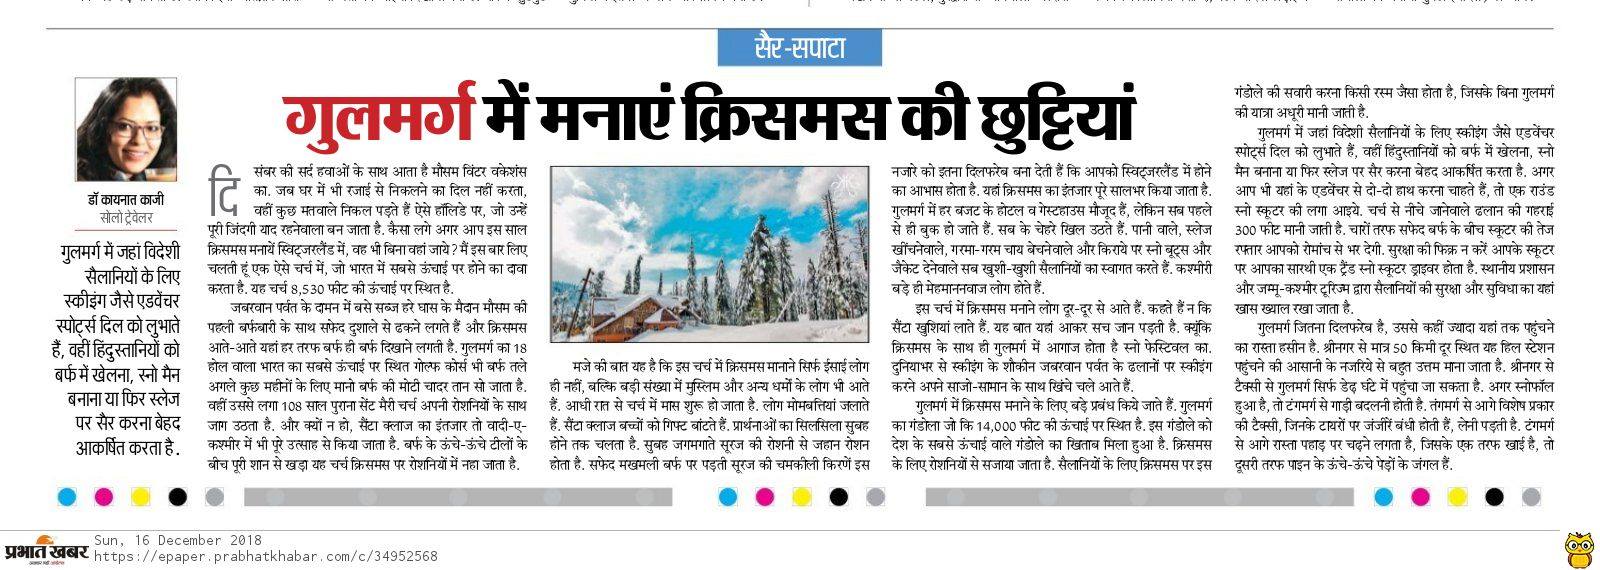 सैर-सपाटा
गुलमर्ग में मनाएं क्रिसमस की छुट्टियां
डॉ कायनात काजी
सोलो ट्रेवेलर
गुलमर्ग में जहां विदेशी
सैलानियों के लिए
स्कीइंग जैसे एडवेंचर
स्पोर्ट्स दिल को लुभाते
हैं, वहीं हिंदुस्तानियों को
बर्फ में खेलना, स्नो मैन
बनाना या फिर स्लेज
पर सैर करना बेहद
आकर्षित करता है.
दिसंबर की सर्द हवाओं के साथ आता है मौसम विंटर वकेशंस
का. जब घर में भी रजाई से निकलने का दिल नहीं करता,
वहीं कुछ मतवाले निकल पड़ते हैं ऐसे हॉलिडे पर, जो उन्हें
पूरी जिंदगी याद रहनेवाला बन जाता है. कैसा लगे अगर आप इस साल
क्रिसमस मनायें स्विट्जरलैंड में, वह भी बिना वहां जाये? मैं इस बार लिए
चलती हूं एक ऐसे चर्च में, जो भारत में सबसे ऊंचाई पर होने का दावा
करता है. यह चर्च 8,530 फीट की ऊंचाई पर स्थित है.
जबरवान पर्वत के दामन में बसे सब्ज हरे घास के मैदान मौसम की
पहली बर्फबारी के साथ सफेद दुशाले से ढकने लगते हैं और क्रिसमस
आते-आते यहां हर तरफ बर्फ ही बर्फ दिखाने लगती है. गुलमर्ग का 18
होल वाला भारत का सबसे ऊंचाई पर स्थित गोल्फ कोर्स भी बर्फ तले
अगले कुछ महीनों के लिए मानो बर्फ की मोटी चादर तान सो जाता है.
वहीं उससे लगा 108 साल पुराना सेंट मैरी चर्च अपनी रोशनियों के साथ
जाग उठता है. और क्यों न हो, सैंटा क्लाज का इंतजार तो वादी-ए-
कश्मीर में भी पूरे उत्साह से किया जाता है. बर्फ के ऊंचे-ऊंचे टीलों के
बीच पूरी शान से खड़ा यह चर्च क्रिसमस पर रोशनियों में नहा जाता है.
मजे की बात यह है कि इस चर्च में क्रिसमस मानाने सिर्फ ईसाई लोग
ही नहीं, बल्कि बड़ी संख्या में मुस्लिम और अन्य धर्मों के लोग भी आते
हैं. आधी रात से चर्च में मास शुरू हो जाता है. लोग मोमबत्तियां जलाते
हैं. सैंटा क्लाज बच्चों को गिफ्ट बांटते हैं. प्रार्थनाओं का सिलसिला सुबह
होने तक चलता है. सुबह जगमगाते सूरज की रोशनी से जहान रोशन
होता है. सफेद मखमली बर्फ पर पड़ती सूरज की चमकीली किरणें इस
नजारे को इतना दिलफरेब बना देती हैं कि आपको स्विट्जरलैंड में होने
का आभास होता है. यहां क्रिसमस का इंतजार पूरे सालभर किया जाता है.
गुलमर्ग में हर बजट के होटल व गेस्टहाउस मौजूद हैं, लेकिन सब पहले
से ही बुक हो जाते हैं. सब के चेहरे खिल उठते हैं. पानी वाले, स्लेज
खींचनेवाले, गरमा-गरम चाय बेचनेवाले और किराये पर स्नो बूट्स और
जैकेट देनेवाले सब खुशी-खुशी सैलानियों का स्वागत करते हैं. कश्मीरी
बड़े ही मेहमाननवाज लोग होते हैं.
इस चर्च में क्रिसमस मनाने लोग दूर-दूर से आते हैं. कहते हैं न कि
सैंटा खुशियां लाते हैं. यह बात यहां आकर सच जान पड़ती है. क्यूंकि
क्रिसमस के साथ ही गुलमर्ग में आगाज होता है स्नो फेस्टिवल का.
दुनियाभर से स्कीइंग के शौकीन जबरवान पर्वत के ढलानों पर स्कीइंग
करने अपने साजो-सामान के साथ खिंचे चले आते हैं.
गुलमर्ग में क्रिसमस मनाने के लिए बड़े प्रबंध किये जाते हैं. गुलमर्ग
का गंडोला जो कि 14,000 फीट की ऊंचाई पर स्थित है. इस गंडोले को
देश के सबसे ऊंचाई वाले गंडोले का खिताब मिला हुआ है. क्रिसमस
के लिए रोशनियों से सजाया जाता है. सैलानियों के लिए क्रिसमस पर इस
गंडोले की सवारी करना किसी रस्म जैसा होता है, जिसके बिना गुलमर्ग
की यात्रा अधूरी मानी जाती है.
गुलमर्ग में जहां विदेशी सैलानियों के लिए स्कीइंग जैसे एडवेंचर
स्पोर्ट्स दिल को लुभाते हैं, वहीं हिंदुस्तानियों को बर्फ में खेलना, स्नो
मैन बनाना या फिर स्लेज पर सैर करना बेहद आकर्षित करता है. अगर
आप भी यहां के एडवेंचर से दो-दो हाथ करना चाहते हैं, तो एक राउंड
स्नो स्कूटर की लगा आइये. चर्च से नीचे जानेवाले ढलान की गहराई
300 फीट मानी जाती है. चारों तरफ सफेद बर्फ के बीच स्कूटर की तेज
रफ्तार आपको रोमांच से भर देगी. सुरक्षा की फिक्र न करें आपके स्कूटर
पर आपका सारथी एक ट्रैंड स्नो स्कूटर ड्राइवर होता है. स्थानीय प्रशासन
और जम्मू-कश्मीर टूरिज्म द्वारा सैलानियों की सुरक्षा और सुविधा का यहां
खास ख्याल रखा जाता है.
गुलमर्ग जितना दिलफरेब है, उससे कहीं ज्यादा यहां तक पहुंचने
का रास्ता हसीन है. श्रीनगर से मात्र 50 किमी दूर स्थित यह हिल स्टेशन
पहुंचने की आसानी के नजरिये से बहुत उत्तम माना जाता है. श्रीनगर से
टैक्सी से गुलमर्ग सिर्फ डेढ़ घंटे में पहुंचा जा सकता है. अगर स्नोफॉल
हुआ है, तो टंगमर्ग से गाड़ी बदलनी होती है. तंगमर्ग से आगे विशेष प्रकार
की टैक्सी, जिनके टायरों पर जंजीरें बंधी होती हैं, लेनी पड़ती है. टंगमर्ग
से आगे रास्ता पहाड़ पर चढ़ने लगता है, जिसके एक तरफ खाई है, तो
दूसरी तरफ पाइन के ऊंचे-ऊंचे पेड़ों के जंगल हैं.
प्रभात खबर
Sun, 16 December 2018
https://epaper.prabhatkhabar.com/c/34952568